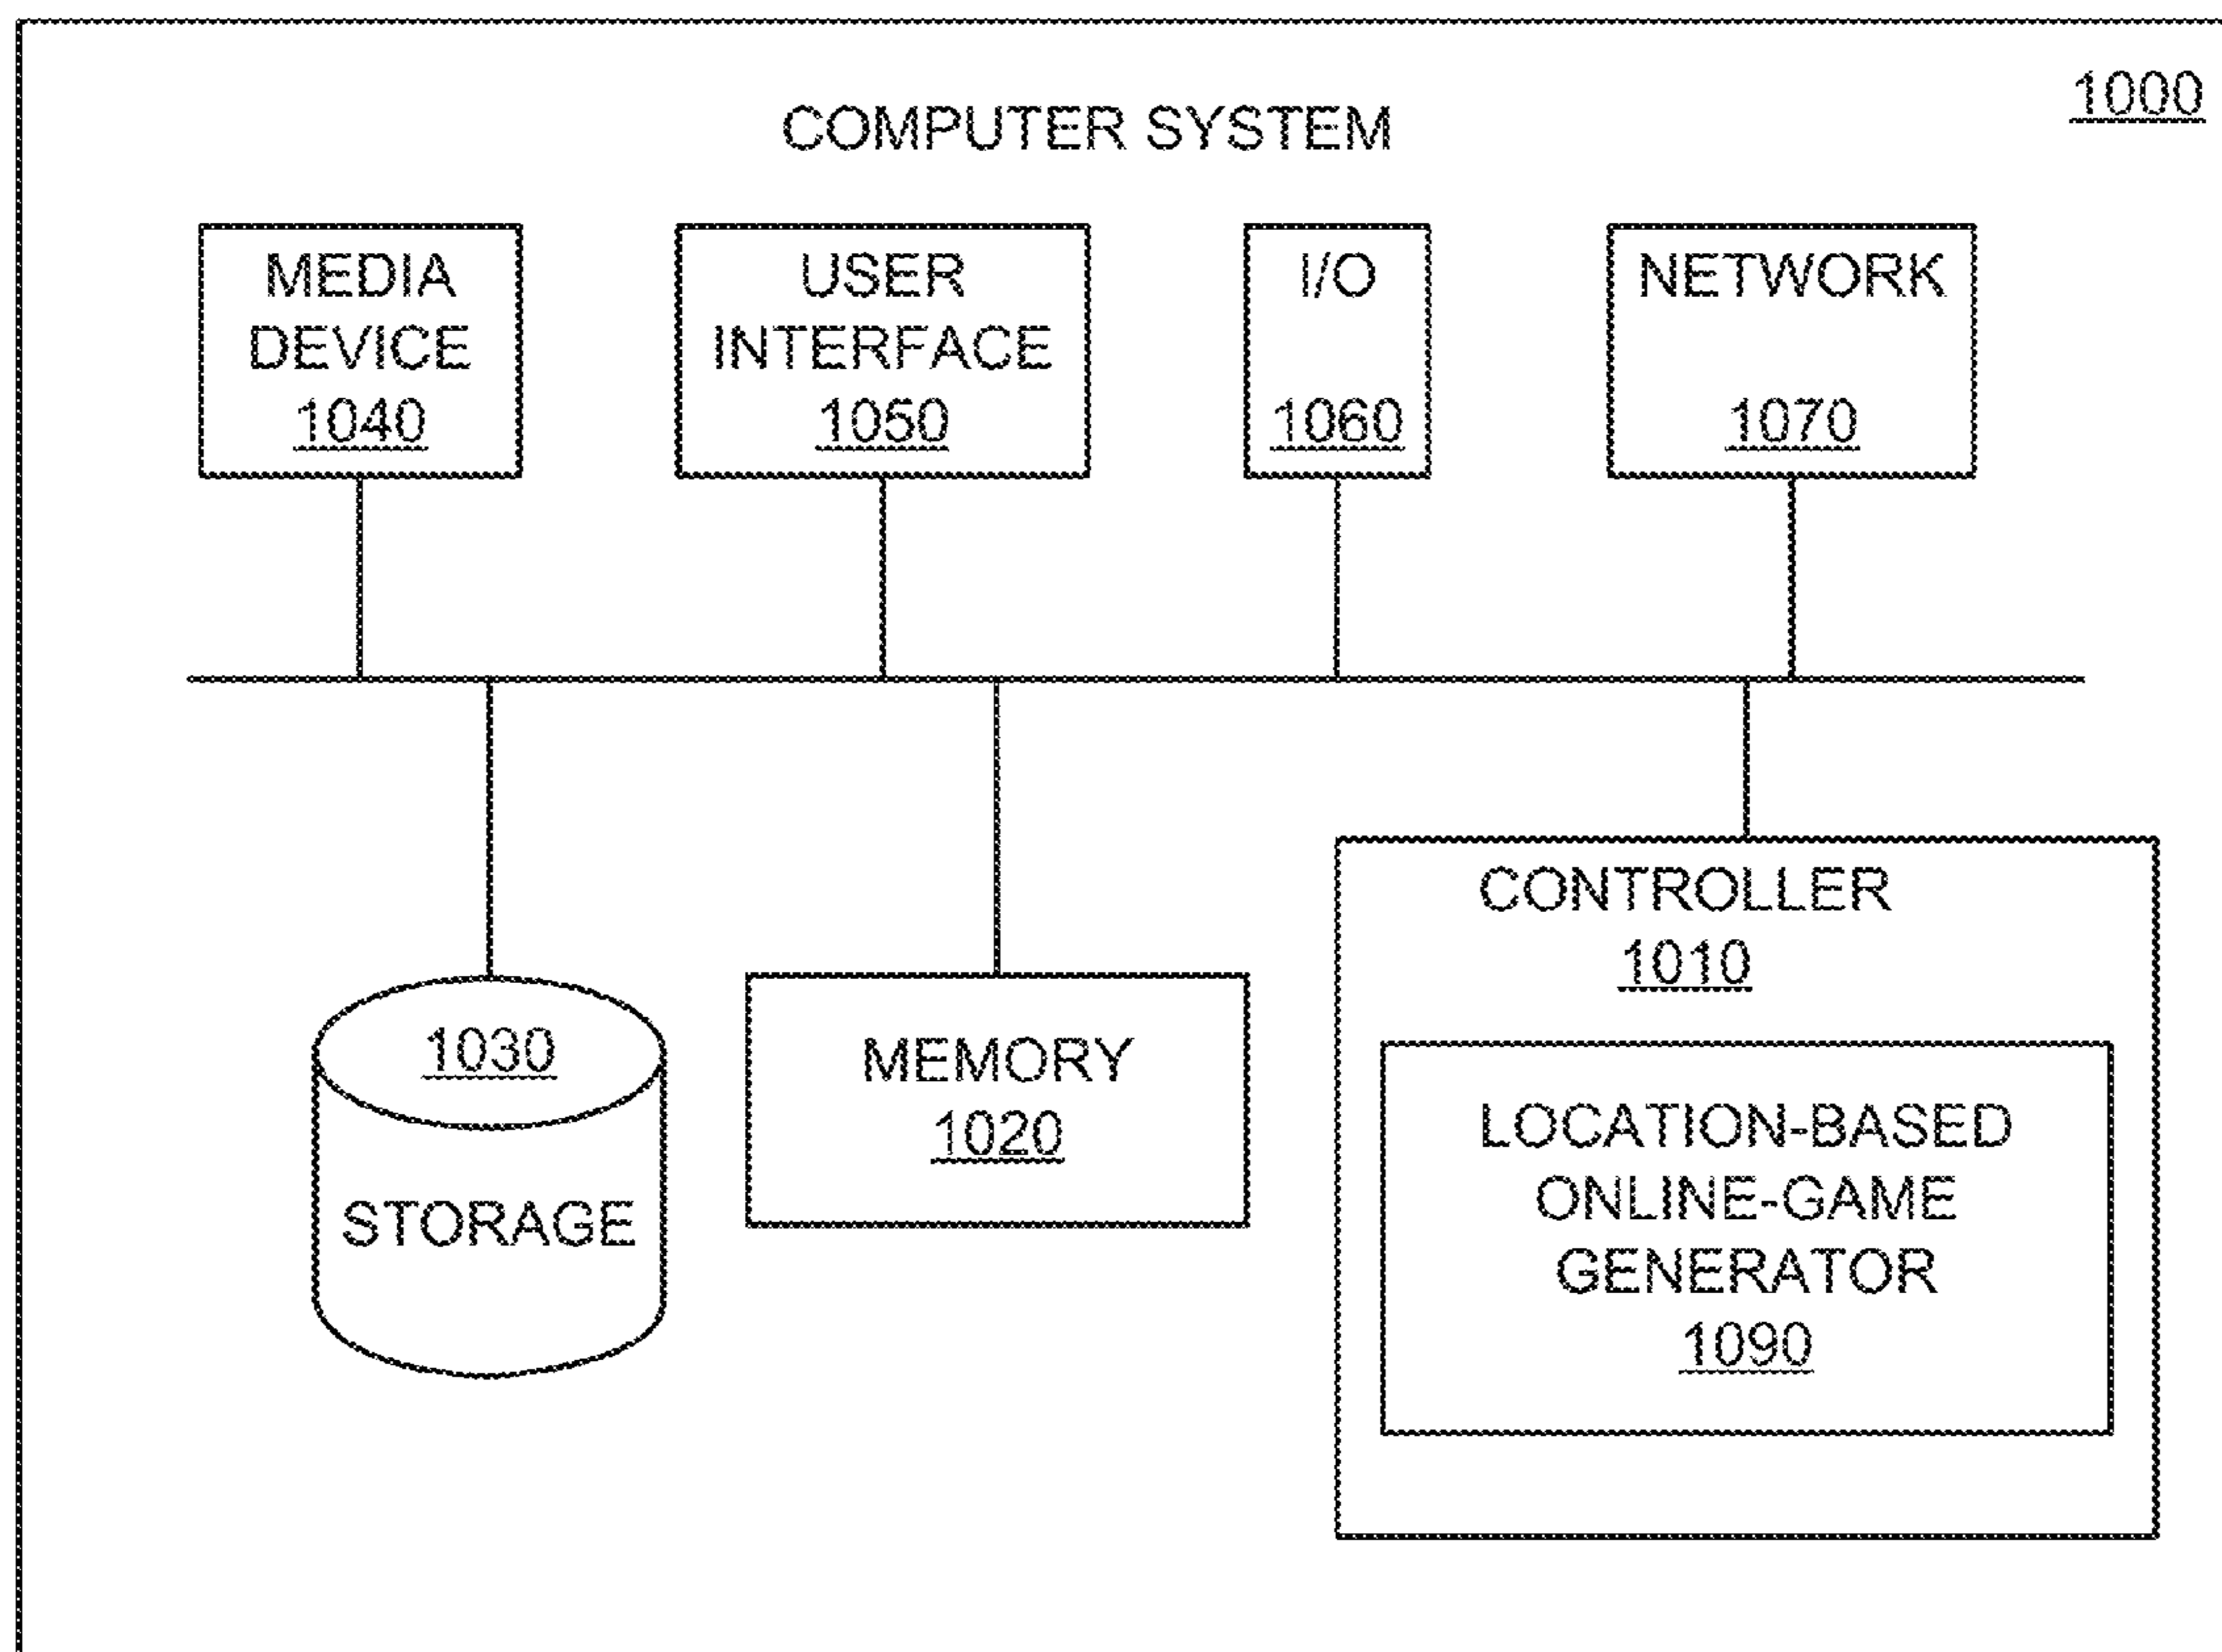 1000
COMPUTER SYSTEM
MEDIA
DEVICE
1040
USER
INTERFACE
1050
I/O
1060
NETWORK
1070
1030
STORAGE
MEMORY
1020
CONTROLLER
1010
LOCATION-BASED
ONLINE-GAME
GENERATOR
1090